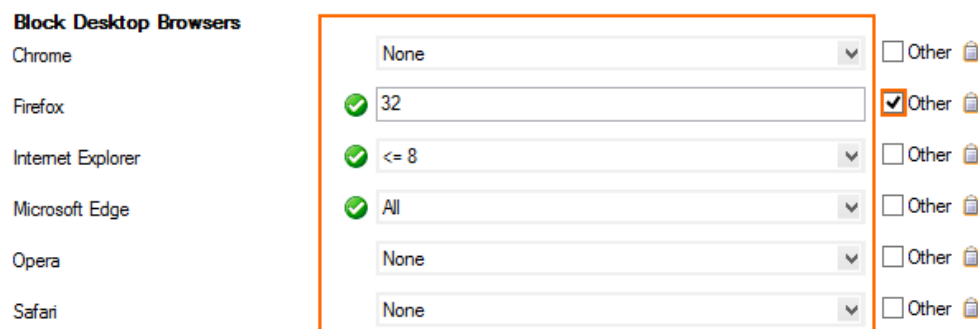 Block Desktop Browsers
Chrome None Other
Firefox 32 Other
Internet Explorer <= 8 Other
Microsoft Edge All Other
Opera None Other
Safari None Other